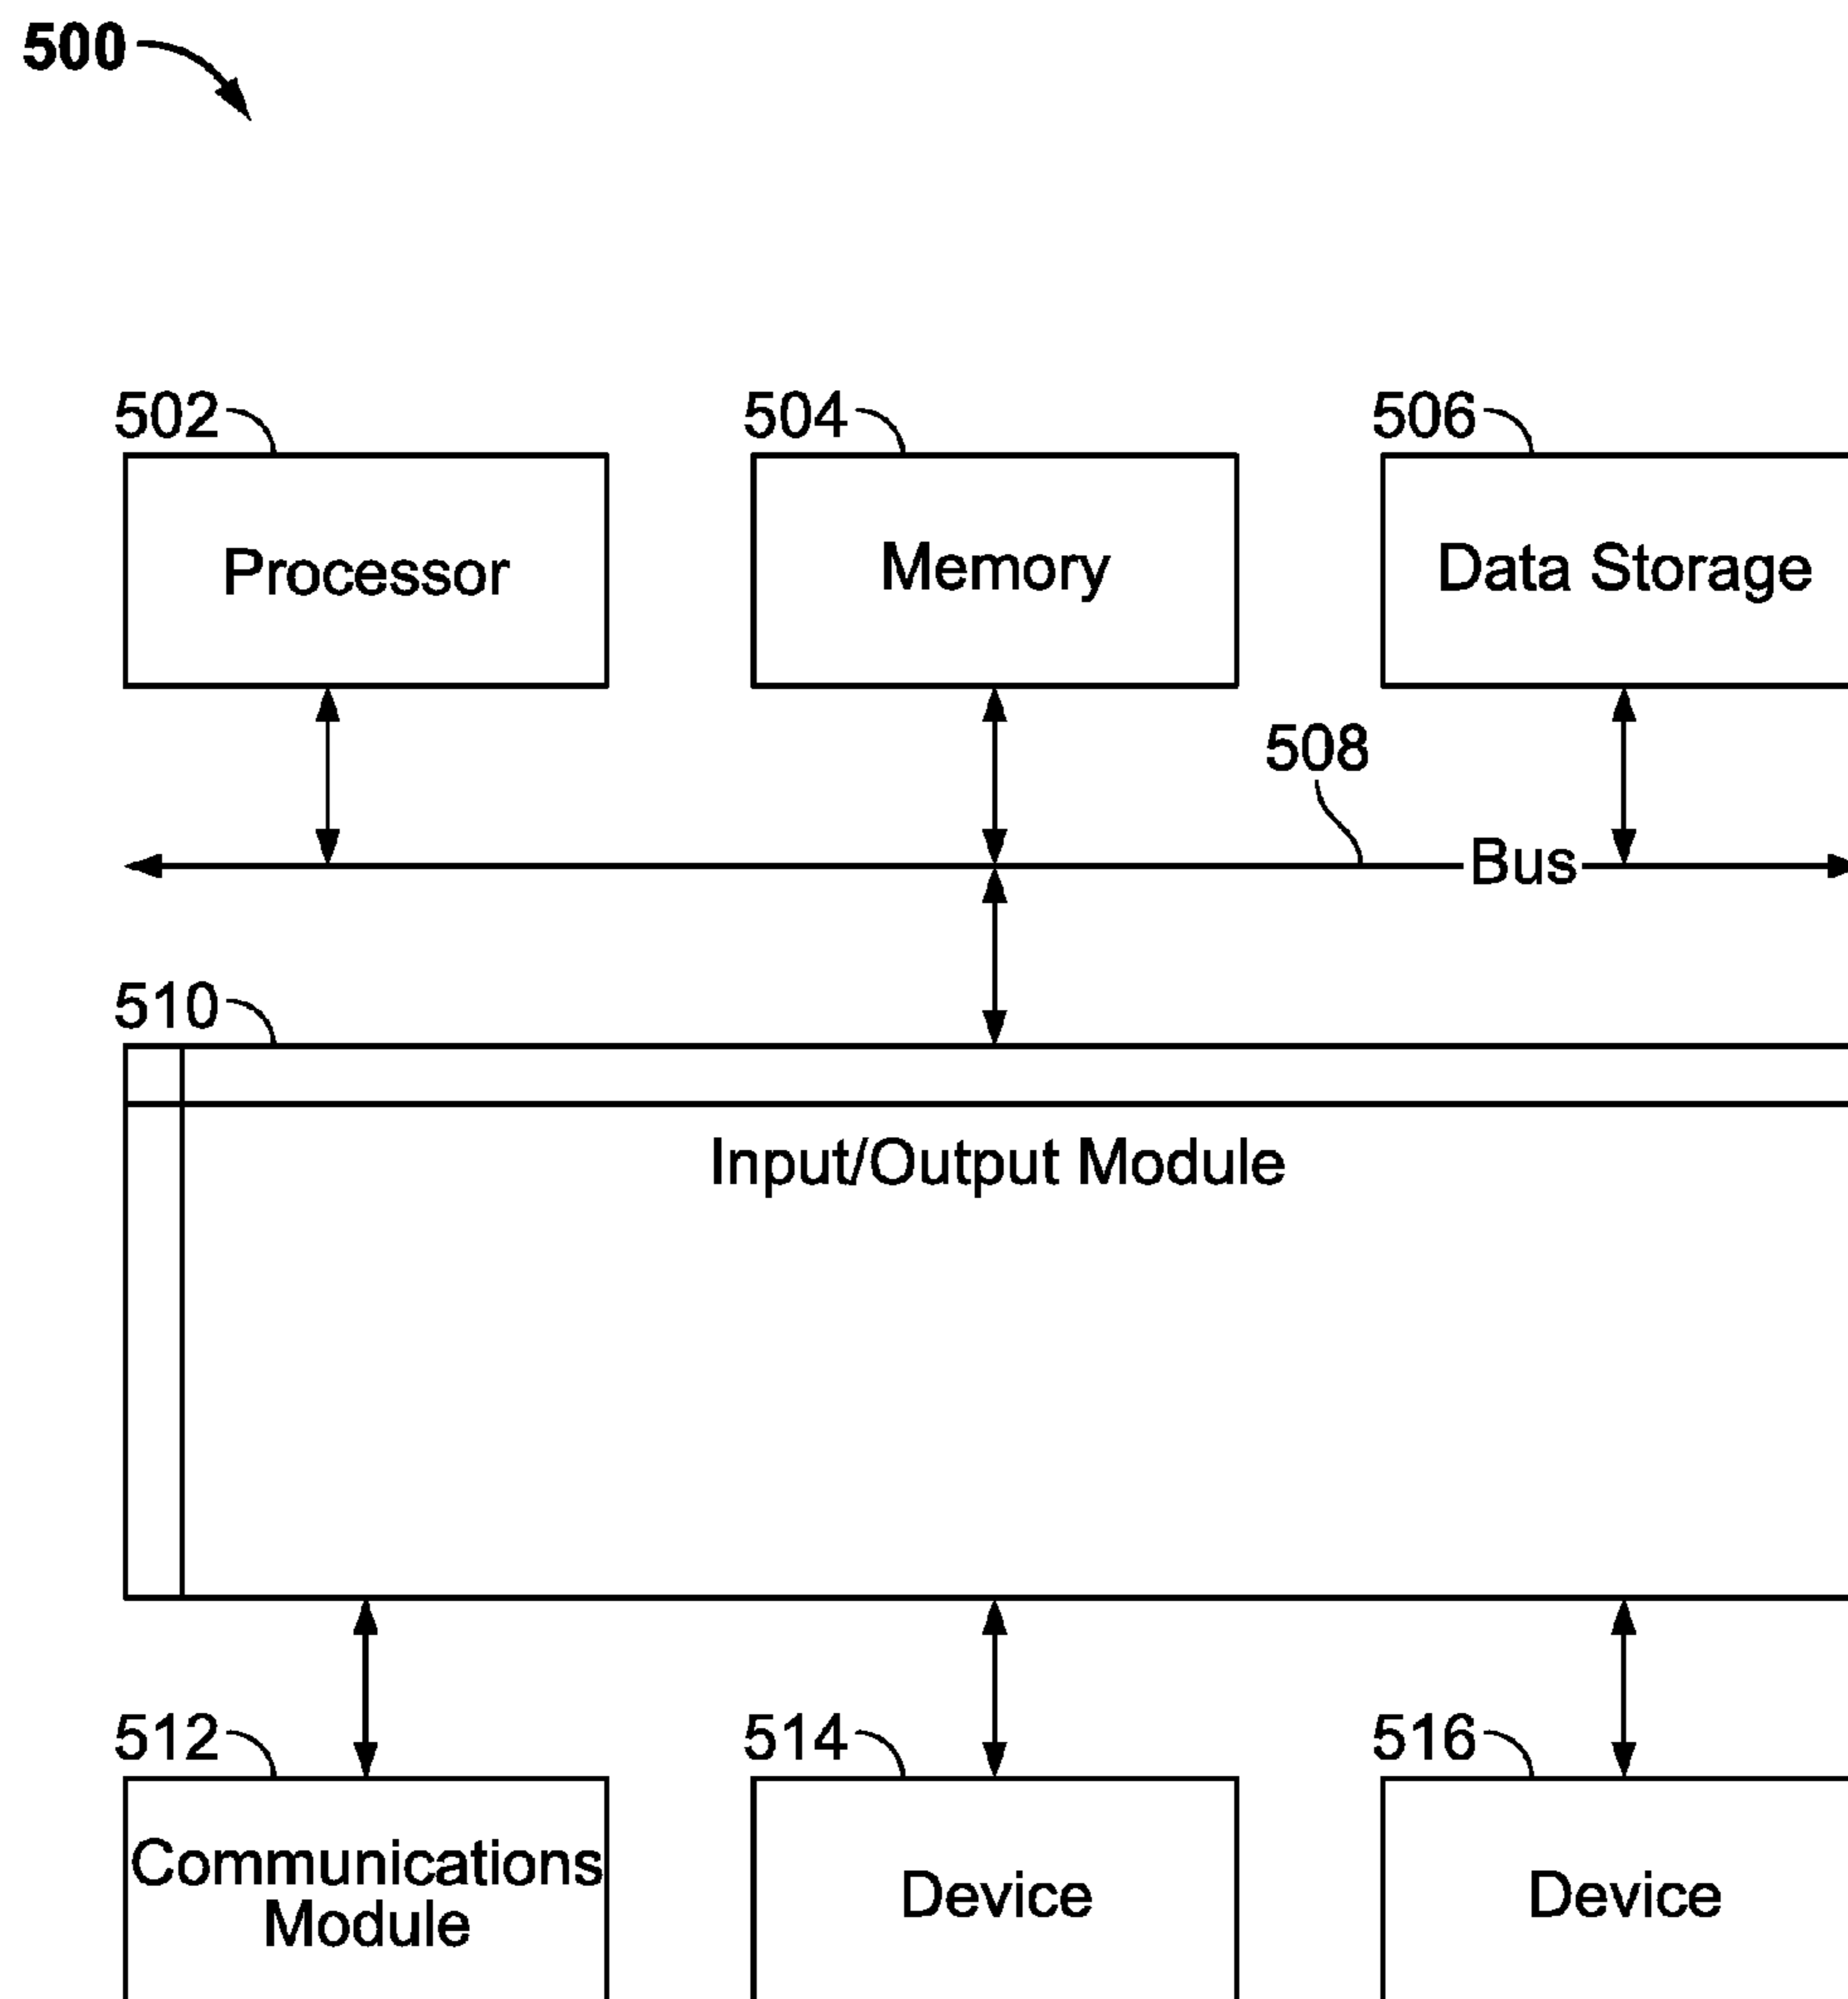 500
502
504
506
Processor
Memory
Data Storage
508
Bus
510
Input/Output Module
512
514
516
Communications
Module
Device
Device